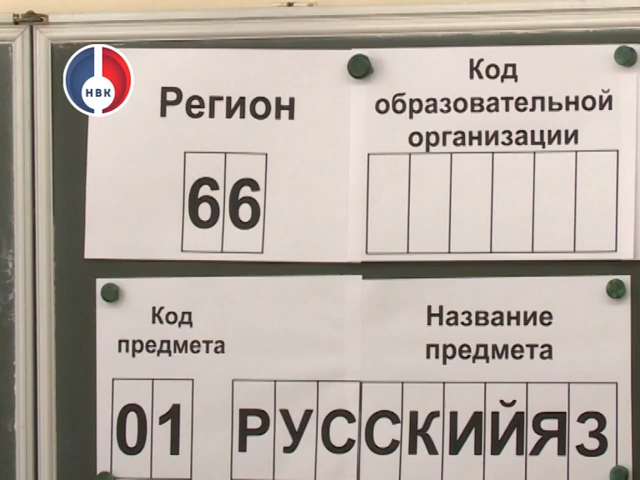 НВК
Регион
66
Код
образовательной
организации
Код
предмета
01
Название
предмета
РУССКИЙЯЗ